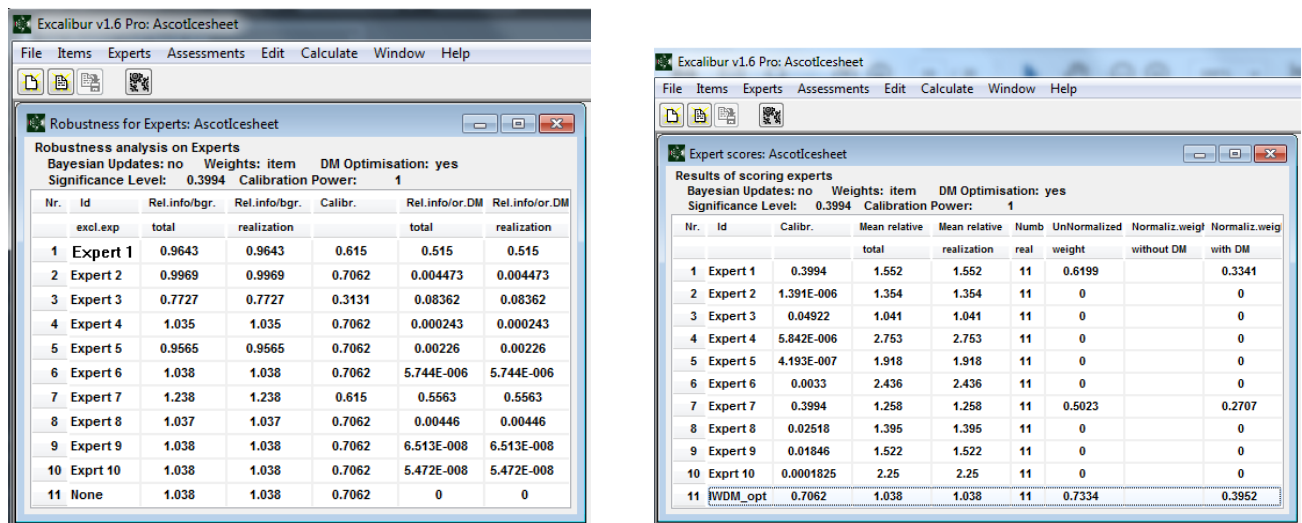 Excalibur v1.6 Pro: AscotIcesheet
File Items Experts Assessments Edit Calculate Window Help
Robustness for Experts: AscotIcesheet
Robustness analysis on Experts
Bayesian Updates: no Weights: item DM Optimisation: yes
Significance Level: 0.3994 Calibration Power: 1
Nr. Id Rel.info/bgr. Rel.info/bgr. Calibr. Rel.info/or.DM Rel.info/or.DM
excl.exp total realization total realization
1 Expert 1 0.9643 0.9643 0.615 0.515 0.515
2 Expert 2 0.9969 0.9969 0.7062 0.004473 0.004473
3 Expert 3 0.7727 0.7727 0.3131 0.08362 0.08362
4 Expert 4 1.035 1.035 0.7062 0.000243 0.000243
5 Expert 5 0.9565 0.9565 0.7062 0.00226 0.00226
6 Expert 6 1.038 1.038 0.7062 5.744E-006 5.744E-006
7 Expert 7 1.238 1.238 0.615 0.5563 0.5563
8 Expert 8 1.037 1.037 0.7062 0.00446 0.00446
9 Expert 9 1.038 1.038 0.7062 6.513E-008 6.513E-008
10 Exprt 10 1.038 1.038 0.7062 5.472E-008 5.472E-008
11 None 1.038 1.038 0.7062 0 0
Excalibur v1.6 Pro: AscotIcesheet
File Items Experts Assessments Edit Calculate Window Help
Expert scores: AscotIcesheet
Results of scoring experts
Bayesian Updates: no Weights: item DM Optimisation: yes
Significance Level: 0.3994 Calibration Power: 1
Nr. Id Calibr. Mean relative Mean relative Numb UnNormalized Normaliz.weigh Normaliz.weig
total realization real weight without DM with DM
1 Expert 1 0.3994 1.552 1.552 11 0.6199 0.3341
2 Expert 2 1.391E-006 1.354 1.354 11 0 0
3 Expert 3 0.04922 1.041 1.041 11 0 0
4 Expert 4 5.842E-006 2.753 2.753 11 0 0
5 Expert 5 4.193E-007 1.918 1.918 11 0 0
6 Expert 6 0.0033 2.436 2.436 11 0 0
7 Expert 7 0.3994 1.258 1.258 11 0.5023 0.2707
8 Expert 8 0.02518 1.395 1.395 11 0 0
9 Expert 9 0.01846 1.522 1.522 11 0 0
10 Exprt 10 0.0001825 2.25 2.25 11 0 0
11 IWDM_opt 0.7062 1.038 1.038 11 0.7334 0.3952